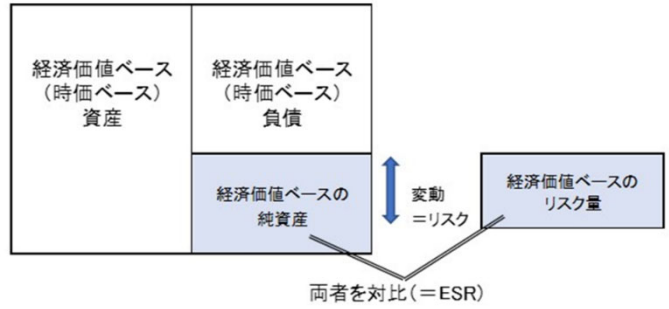 経済価値ベース
（時価ベース）
資産
経済価値ベース
（時価ベース）
負債
経済価値ベースの
純資産
変動
＝リスク
経済価値ベースの
リスク量
両者を対比（＝ESR）